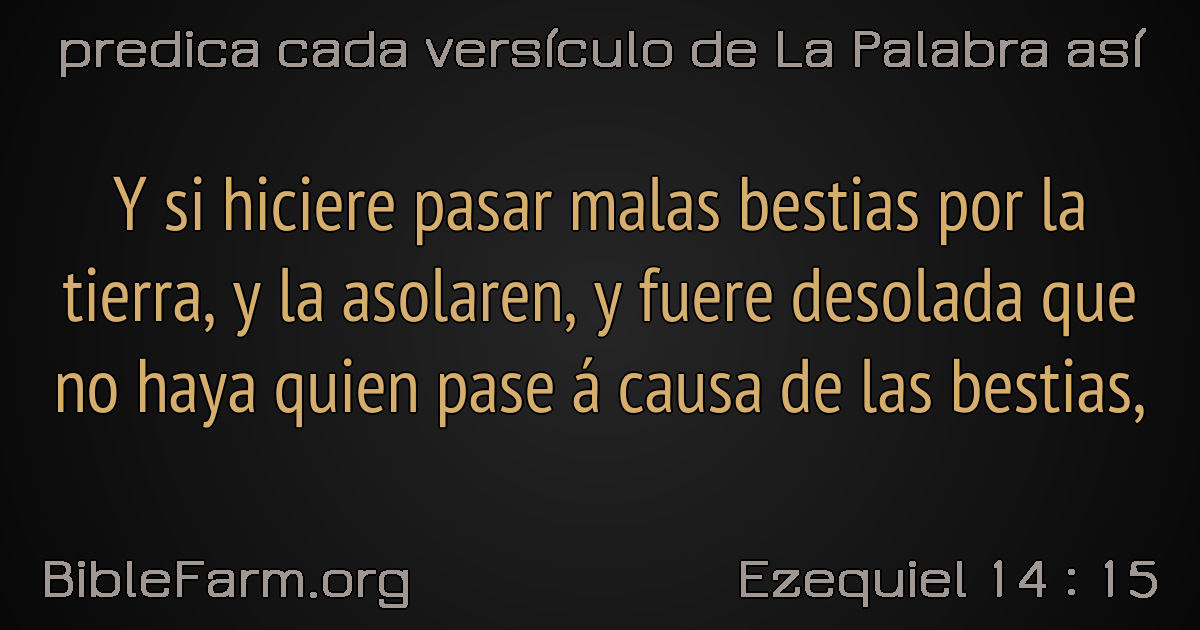 predica cada versículo de La Palabra así
Y si hiciere pasar malas bestias por la
tierra, y la asolaren, y fuere desolada que
no haya quien pase á causa de las bestias,
BibleFarm.org
Ezequiel 14 : 15